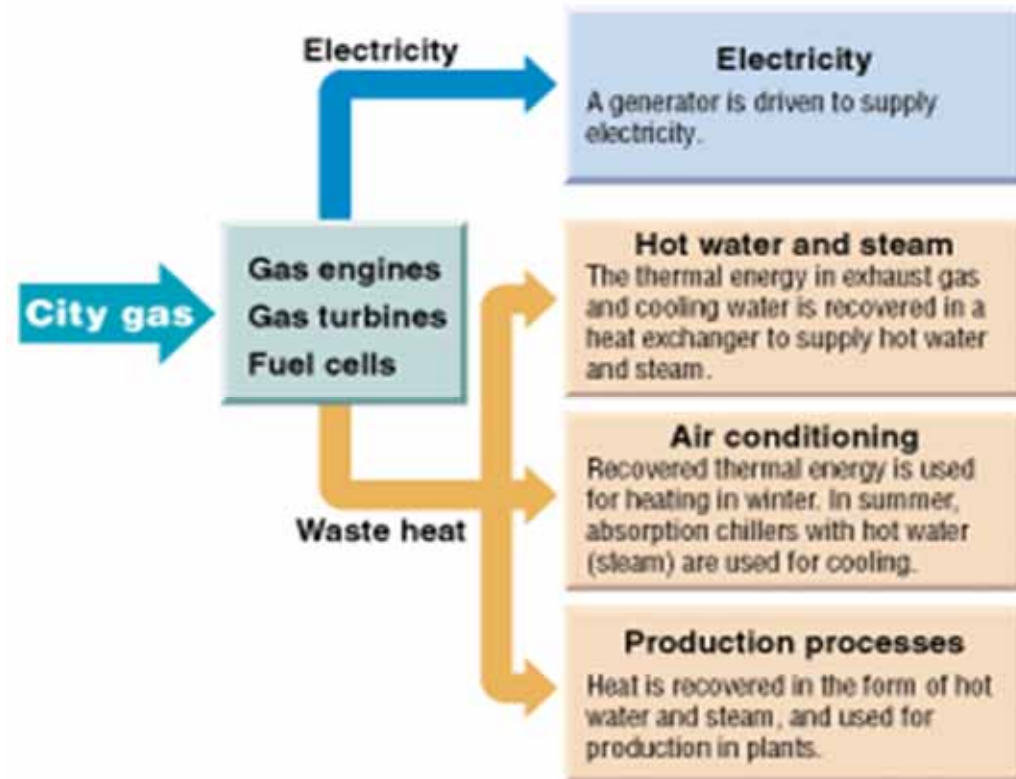 Electricity
Electricity
A generator is driven to supply
electricity.
City gas
Gas engines
Gas turbines
Fuel cells
Waste heat
Hot water and steam
The thermal energy in exhaust gas
and cooling water is recovered in a
heat exchanger to supply hot water
and steam.
Air conditioning
Recovered thermal energy is used
for heating in winter. In summer,
absorption chillers with hot water
(steam) are used for cooling.
Production processes
Heat is recovered in the form of hot
water and steam, and used for
production in plants.